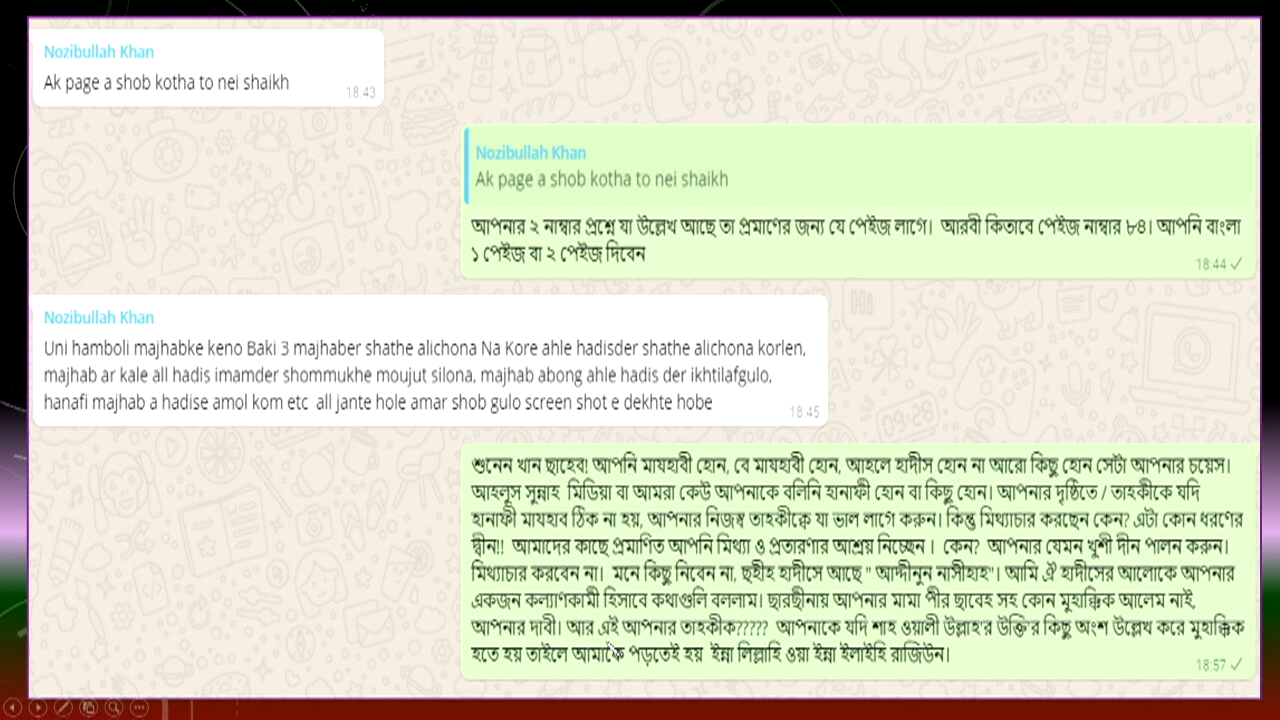 Nozibullah Khan
Ak page a shob kotha to nei shaikh
18:43
Nozibullah Khan
Ak page a shob kotha to nei shaikh
আপনার ২ নাম্বার প্রশ্নে যা উল্লেখ আছে তা প্রমাণের জন্য যে পেইজ লাগে। আরবী কিতাবে পেইজ নাম্বার ৮৪। আপনি বাংলা
১ পেইজ বা ২ পেইজ দিবেন
18:44
Nozibullah Khan
Uni hamboli majhabke keno Baki 3 majhaber shathe alichona Na Kore ahle hadisder shathe alichona korlen,
majhab ar kale all hadis imamder shommukhe moujut silona, majhab abong ahle hadis der ikhtilafgulo,
hanafi majhab a hadise amol kom etc all jante hole amar shob gulo screen shot e dekhte hobe
18:45
শুনেন খান ছাহেব! আপনি মাযহাবী হোন, বে মাযহাবী হোন, আহলে হাদীস হোন না আরো কিছু হোন সেটা আপনার চয়েস।
আহলুস সুন্নাহ মিডিয়া বা আমরা কেউ আপনাকে বলিনি হানাফী হোন বা কিছু হোন। আপনার দৃষ্টিতে / তাহকীকে যদি
হানাফী মাযহাব ঠিক না হয়, আপনার নিজস্ব তাহকীক্বে যা ভাল লাগে করুন। কিন্তু মিথ্যাচার করছেন কেন? এটা কোন ধরণের
দ্বীন!! আমাদের কাছে প্রমাণিত আপনি মিথ্যা ও প্রতারণার আশ্রয় নিচ্ছেন। কেন? আপনার যেমন খুশী দীন পালন করুন।
মিথ্যাচার করবেন না। মনে কিছু নিবেন না, ছহীহ হাদীসে আছে " আদ্দীনুন নাসীহাহ"। আমি ঐ হাদীসের আলোকে আপনার
একজন কল্যাণকামী হিসাবে কথাগুলি বললাম। ছারছীনায় আপনার মামা পীর ছাবেহ সহ কোন মুহাক্কিক আলেম নাই,
আপনার দাবী। আর এই আপনার তাহকীক????? আপনাকে যদি শাহ ওয়ালী উল্লাহ'র উক্তি'র কিছু অংশ উল্লেখ করে মুহাক্কিক
হতে হয় তাইলে আমাকে পড়তেই হয় ইন্না লিল্লাহি ওয়া ইন্না ইলাইহি রাজিউন।
18:57